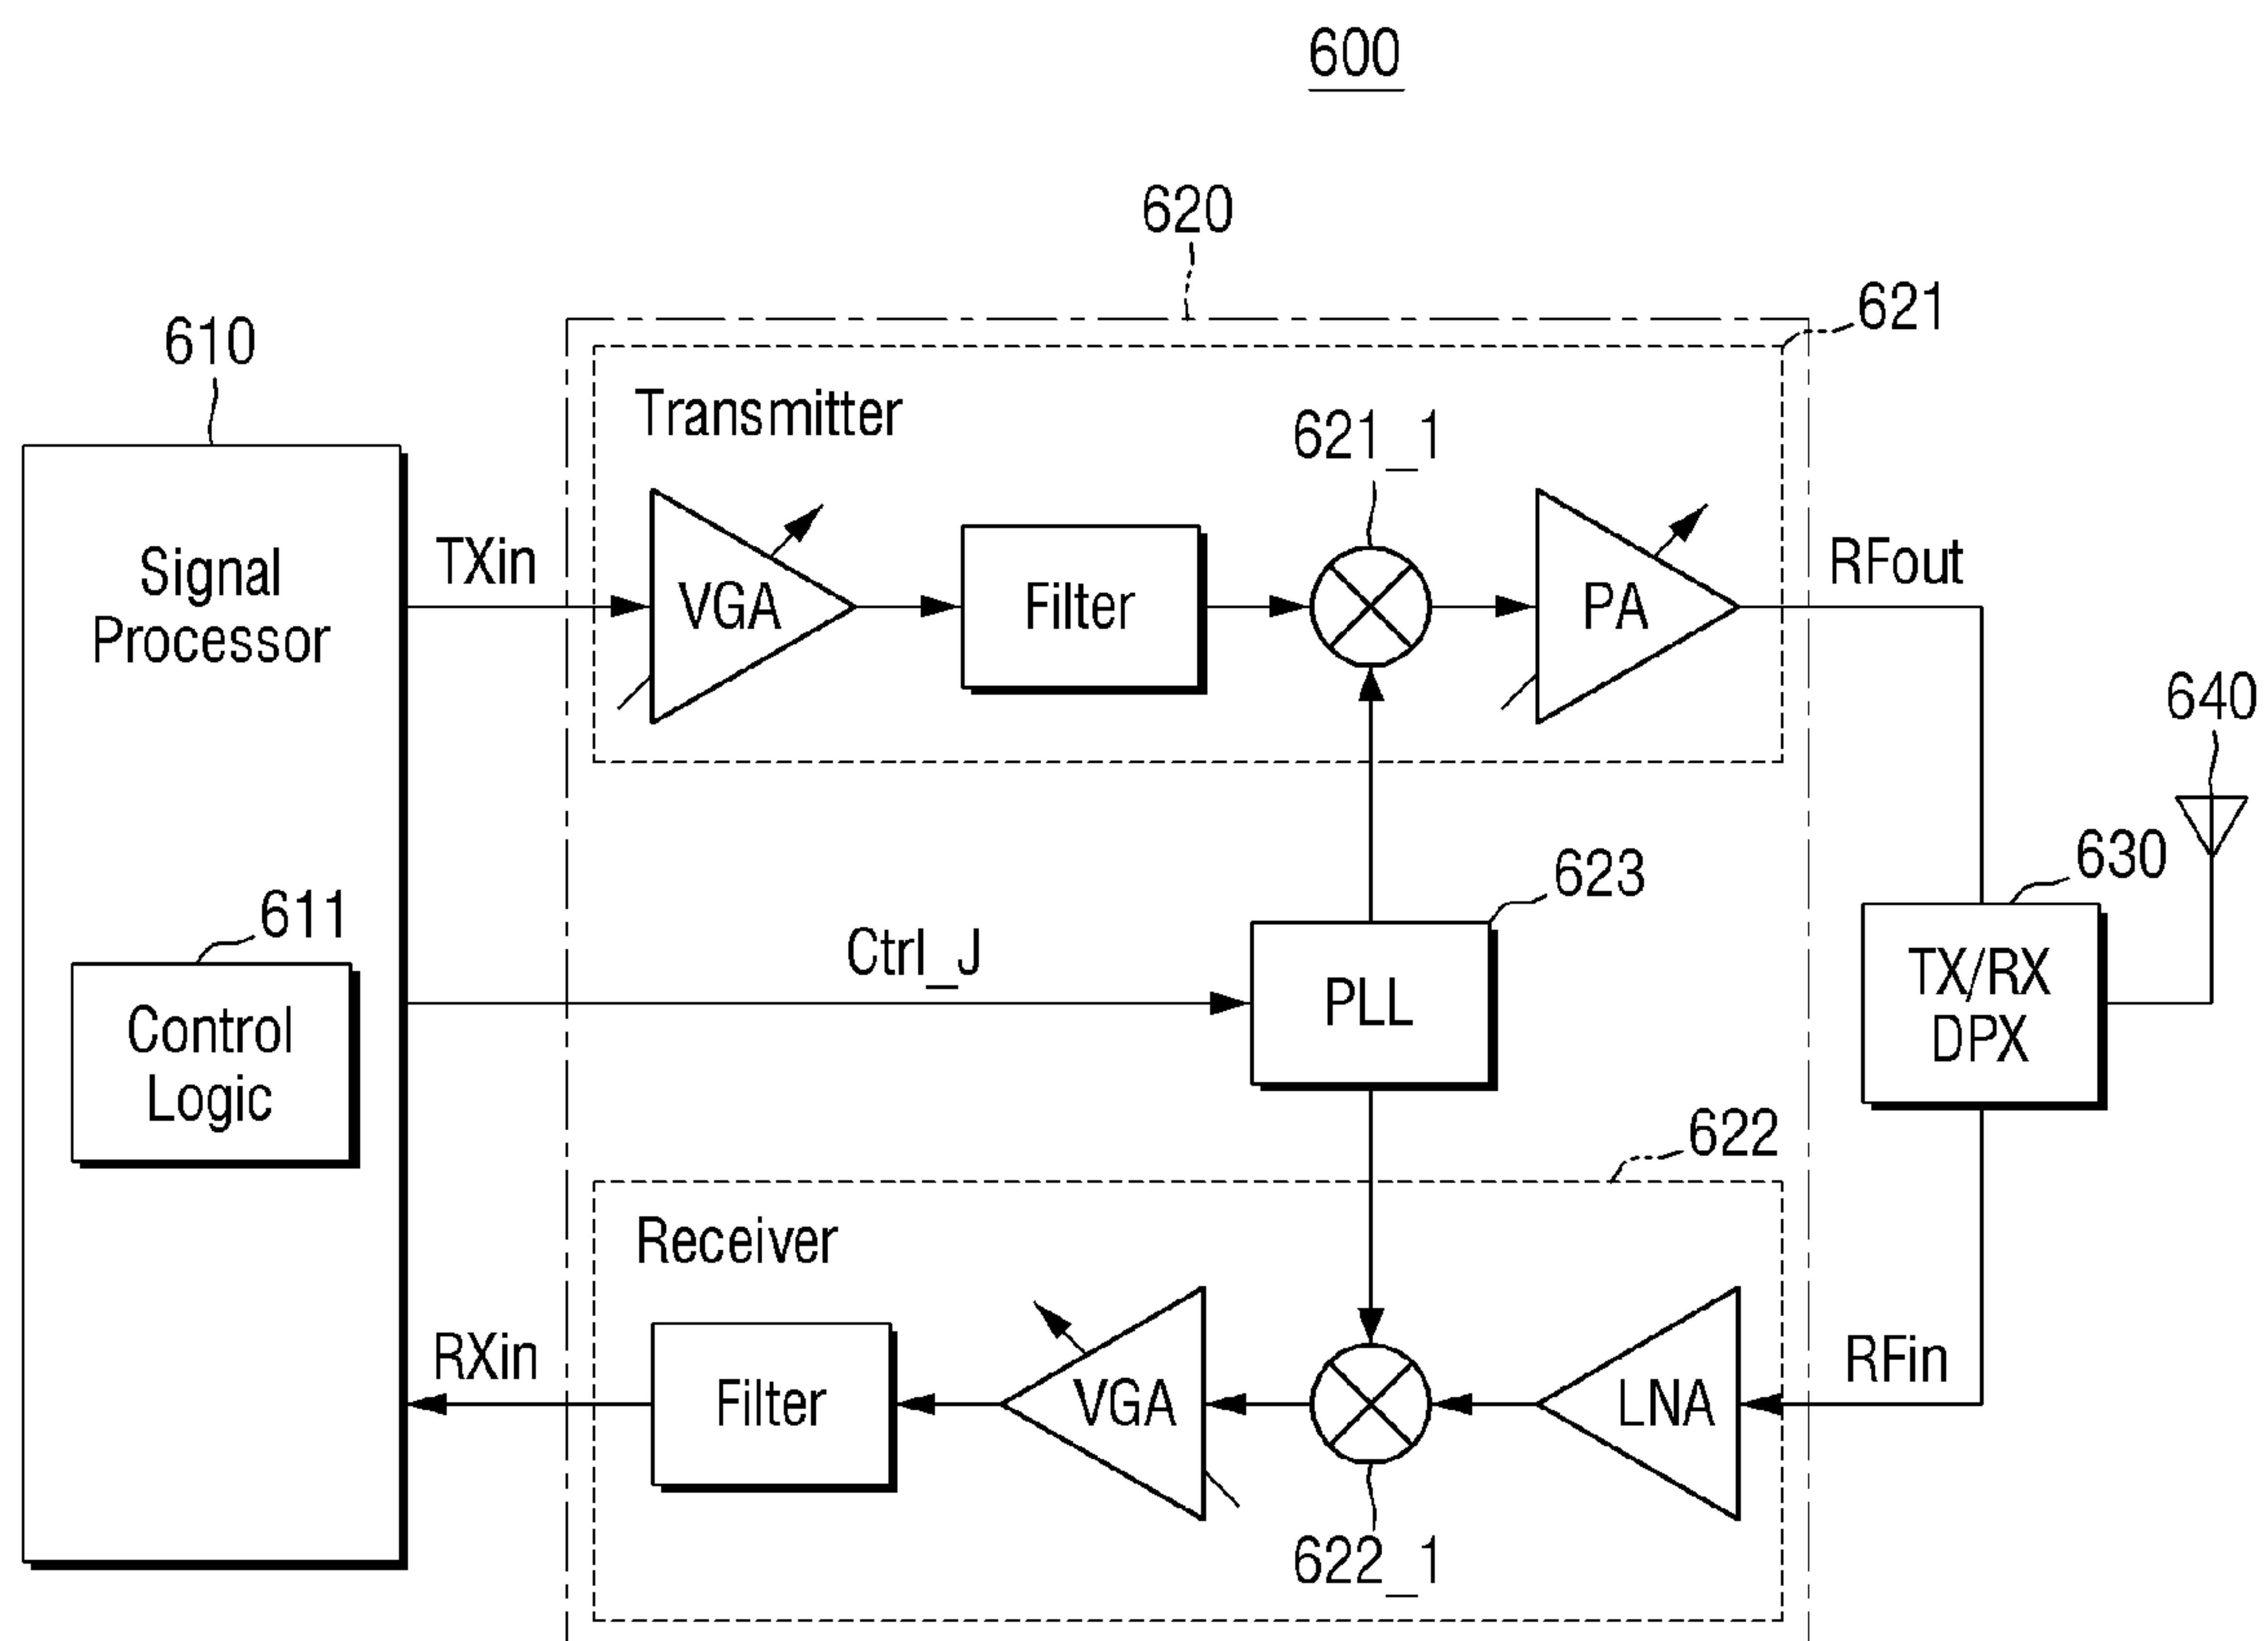 600
620
621
610
Transmitter
621_1
Signal
Processor
TXin
VGA
Filter
PA
RFout
640
630
623
611
Ctrl_J
PLL
TX/RX
DPX
Control
Logic
622
Receiver
RXin
Filter
VGA
LNA
RFin
622_1